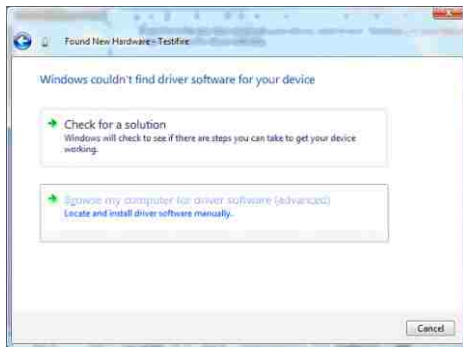 Found New Hardware - Testifire
Windows couldn't find driver software for your device
Check for a solution
Windows will check to see if there are steps you can take to get your device
working.
Browse my computer for driver software (advanced)
Locate and install driver software manually.
Cancel